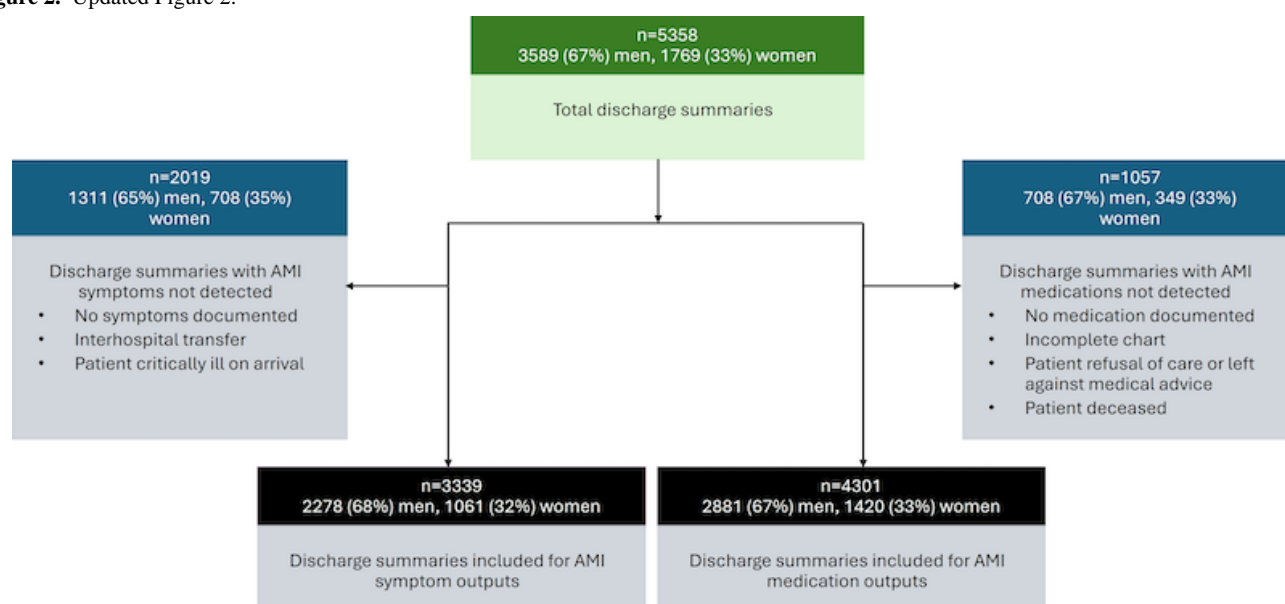 Figure 2. Updated Figure 2.
n=5358
3589 (67%) men, 1769 (33%) women
Total discharge summaries
n=2019
1311 (65%) men, 708 (35%)
women
Discharge summaries with AMI
symptoms not detected
• No symptoms documented
• Interhospital transfer
• Patient critically ill on arrival
n=1057
708 (67%) men, 349 (33%)
women
Discharge summaries with AMI
medications not detected
• No medication documented
• Incomplete chart
• Patient refusal of care or left
against medical advice
• Patient deceased
n=3339
2278 (68%) men, 1061 (32%) women
Discharge summaries included for AMI
symptom outputs
n=4301
2881 (67%) men, 1420 (33%) women
Discharge summaries included for AMI
medication outputs